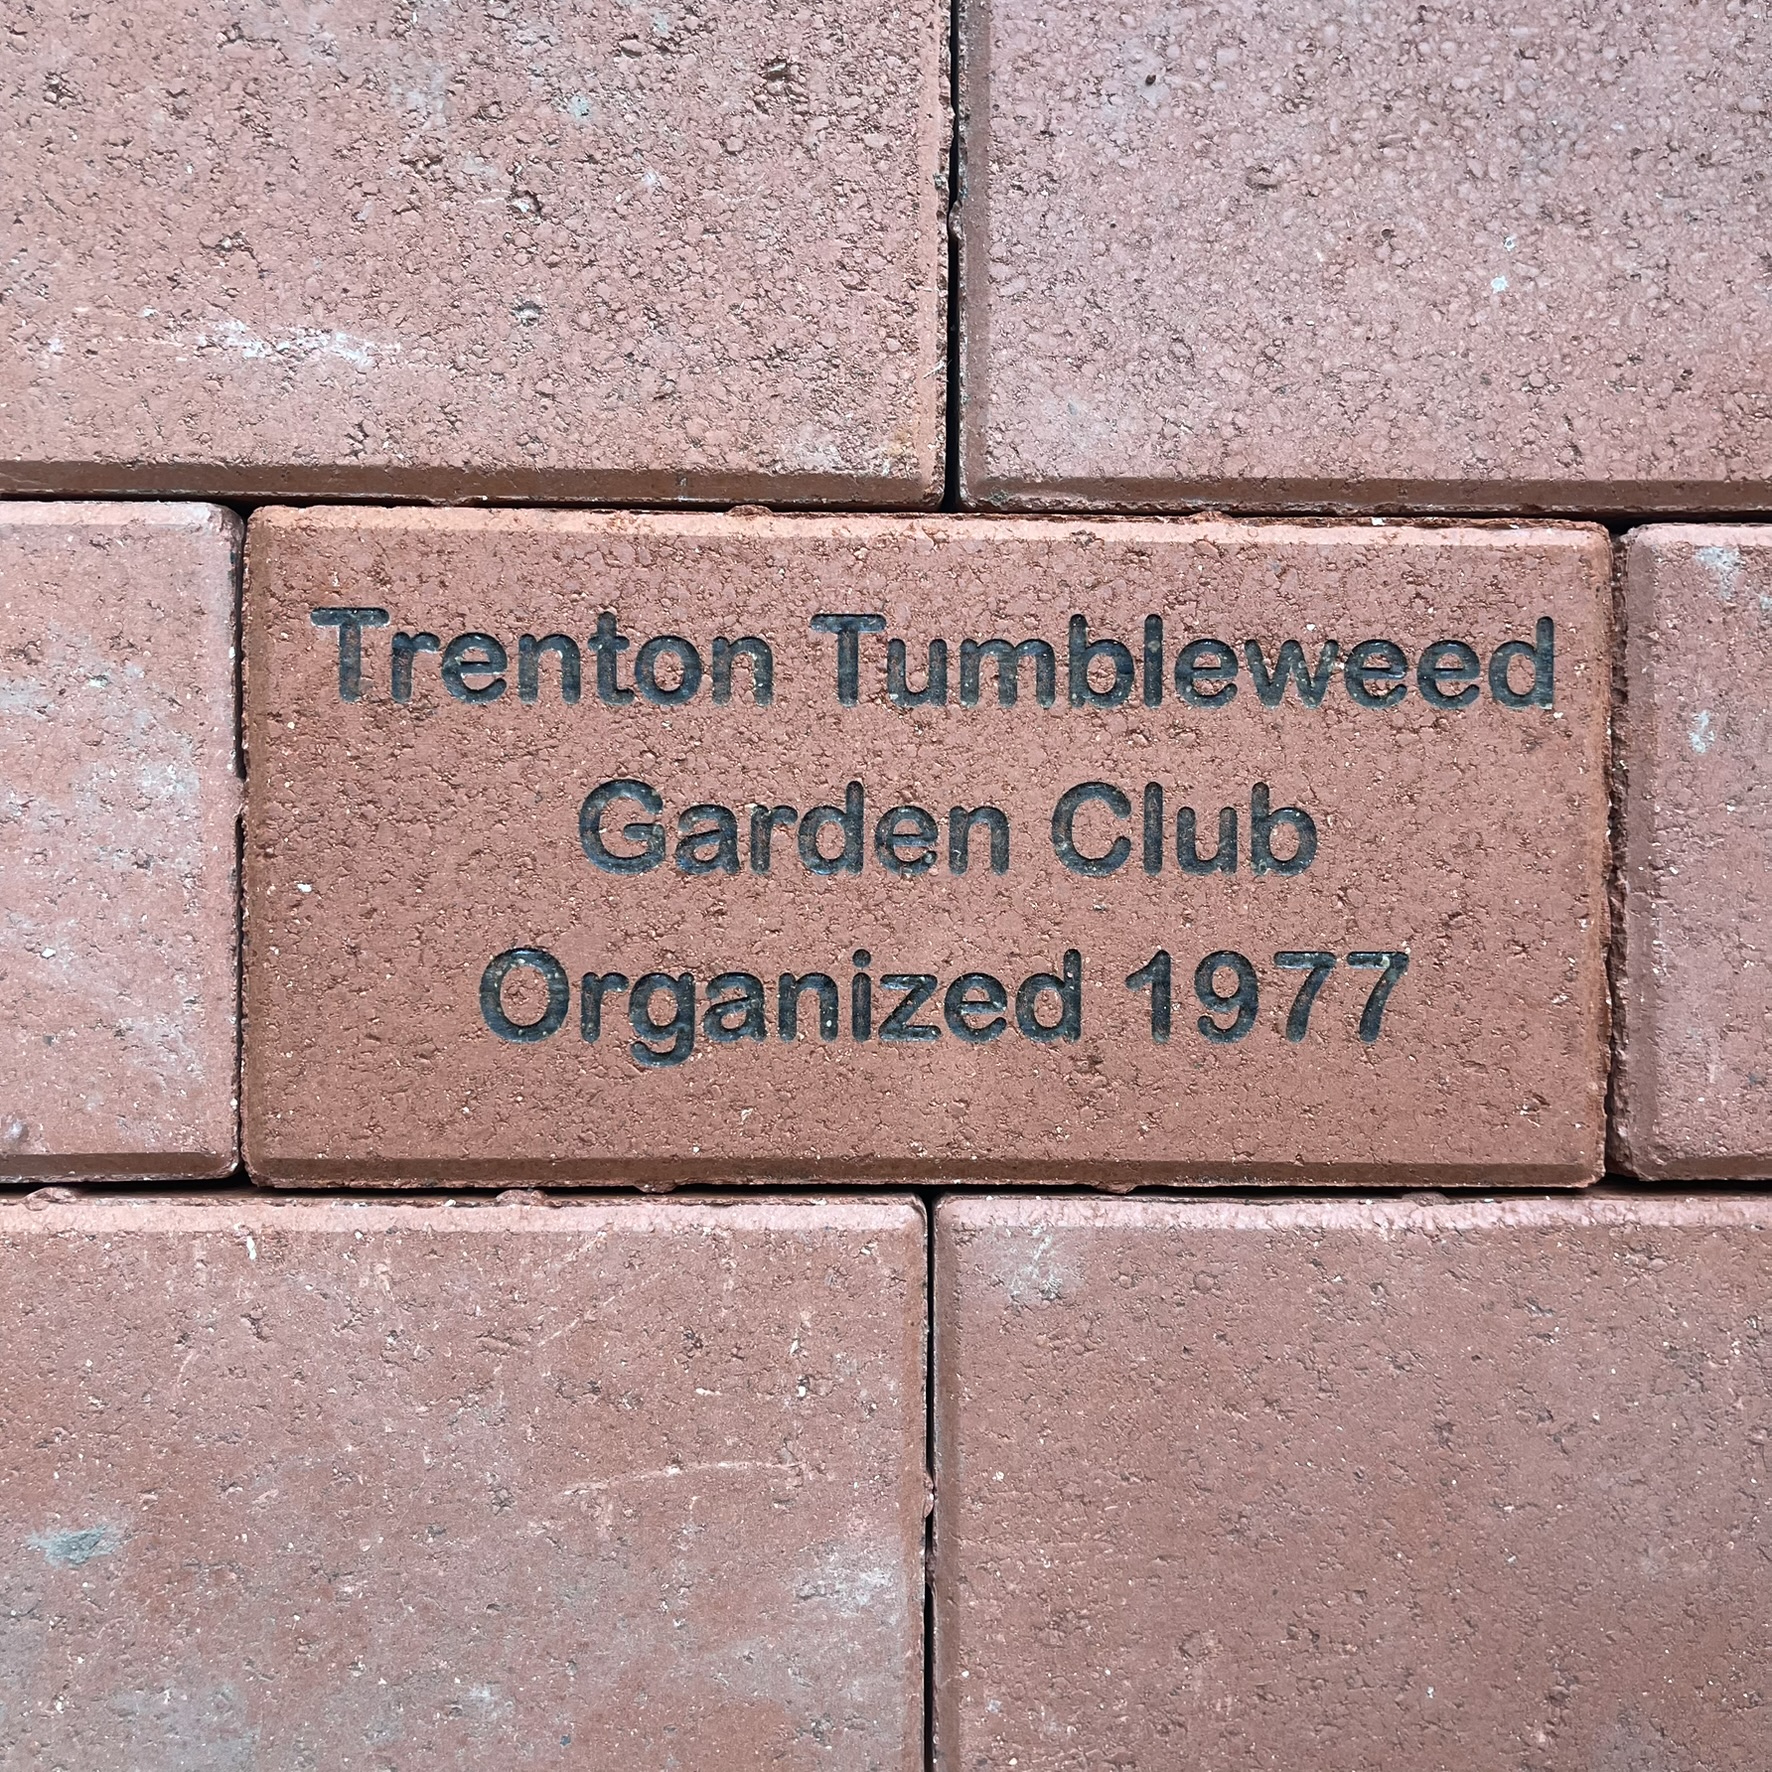 Trenton Tumbleweed
Garden Club
Organized 1977